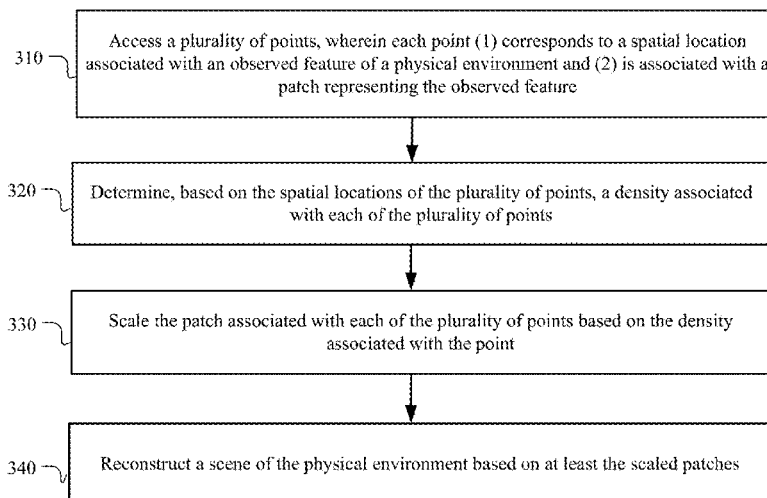 310
Access a plurality of points, wherein each point (1) corresponds to a spatial location
associated with an observed feature of a physical environment and (2) is associated with a
patch representing the observed feature
320
Determine, based on the spatial locations of the plurality of points, a density associated
with each of the plurality of points
330
Scale the patch associated with each of the plurality of points based on the density
associated with the point
340
Reconstruct a scene of the physical environment based on at least the scaled patches